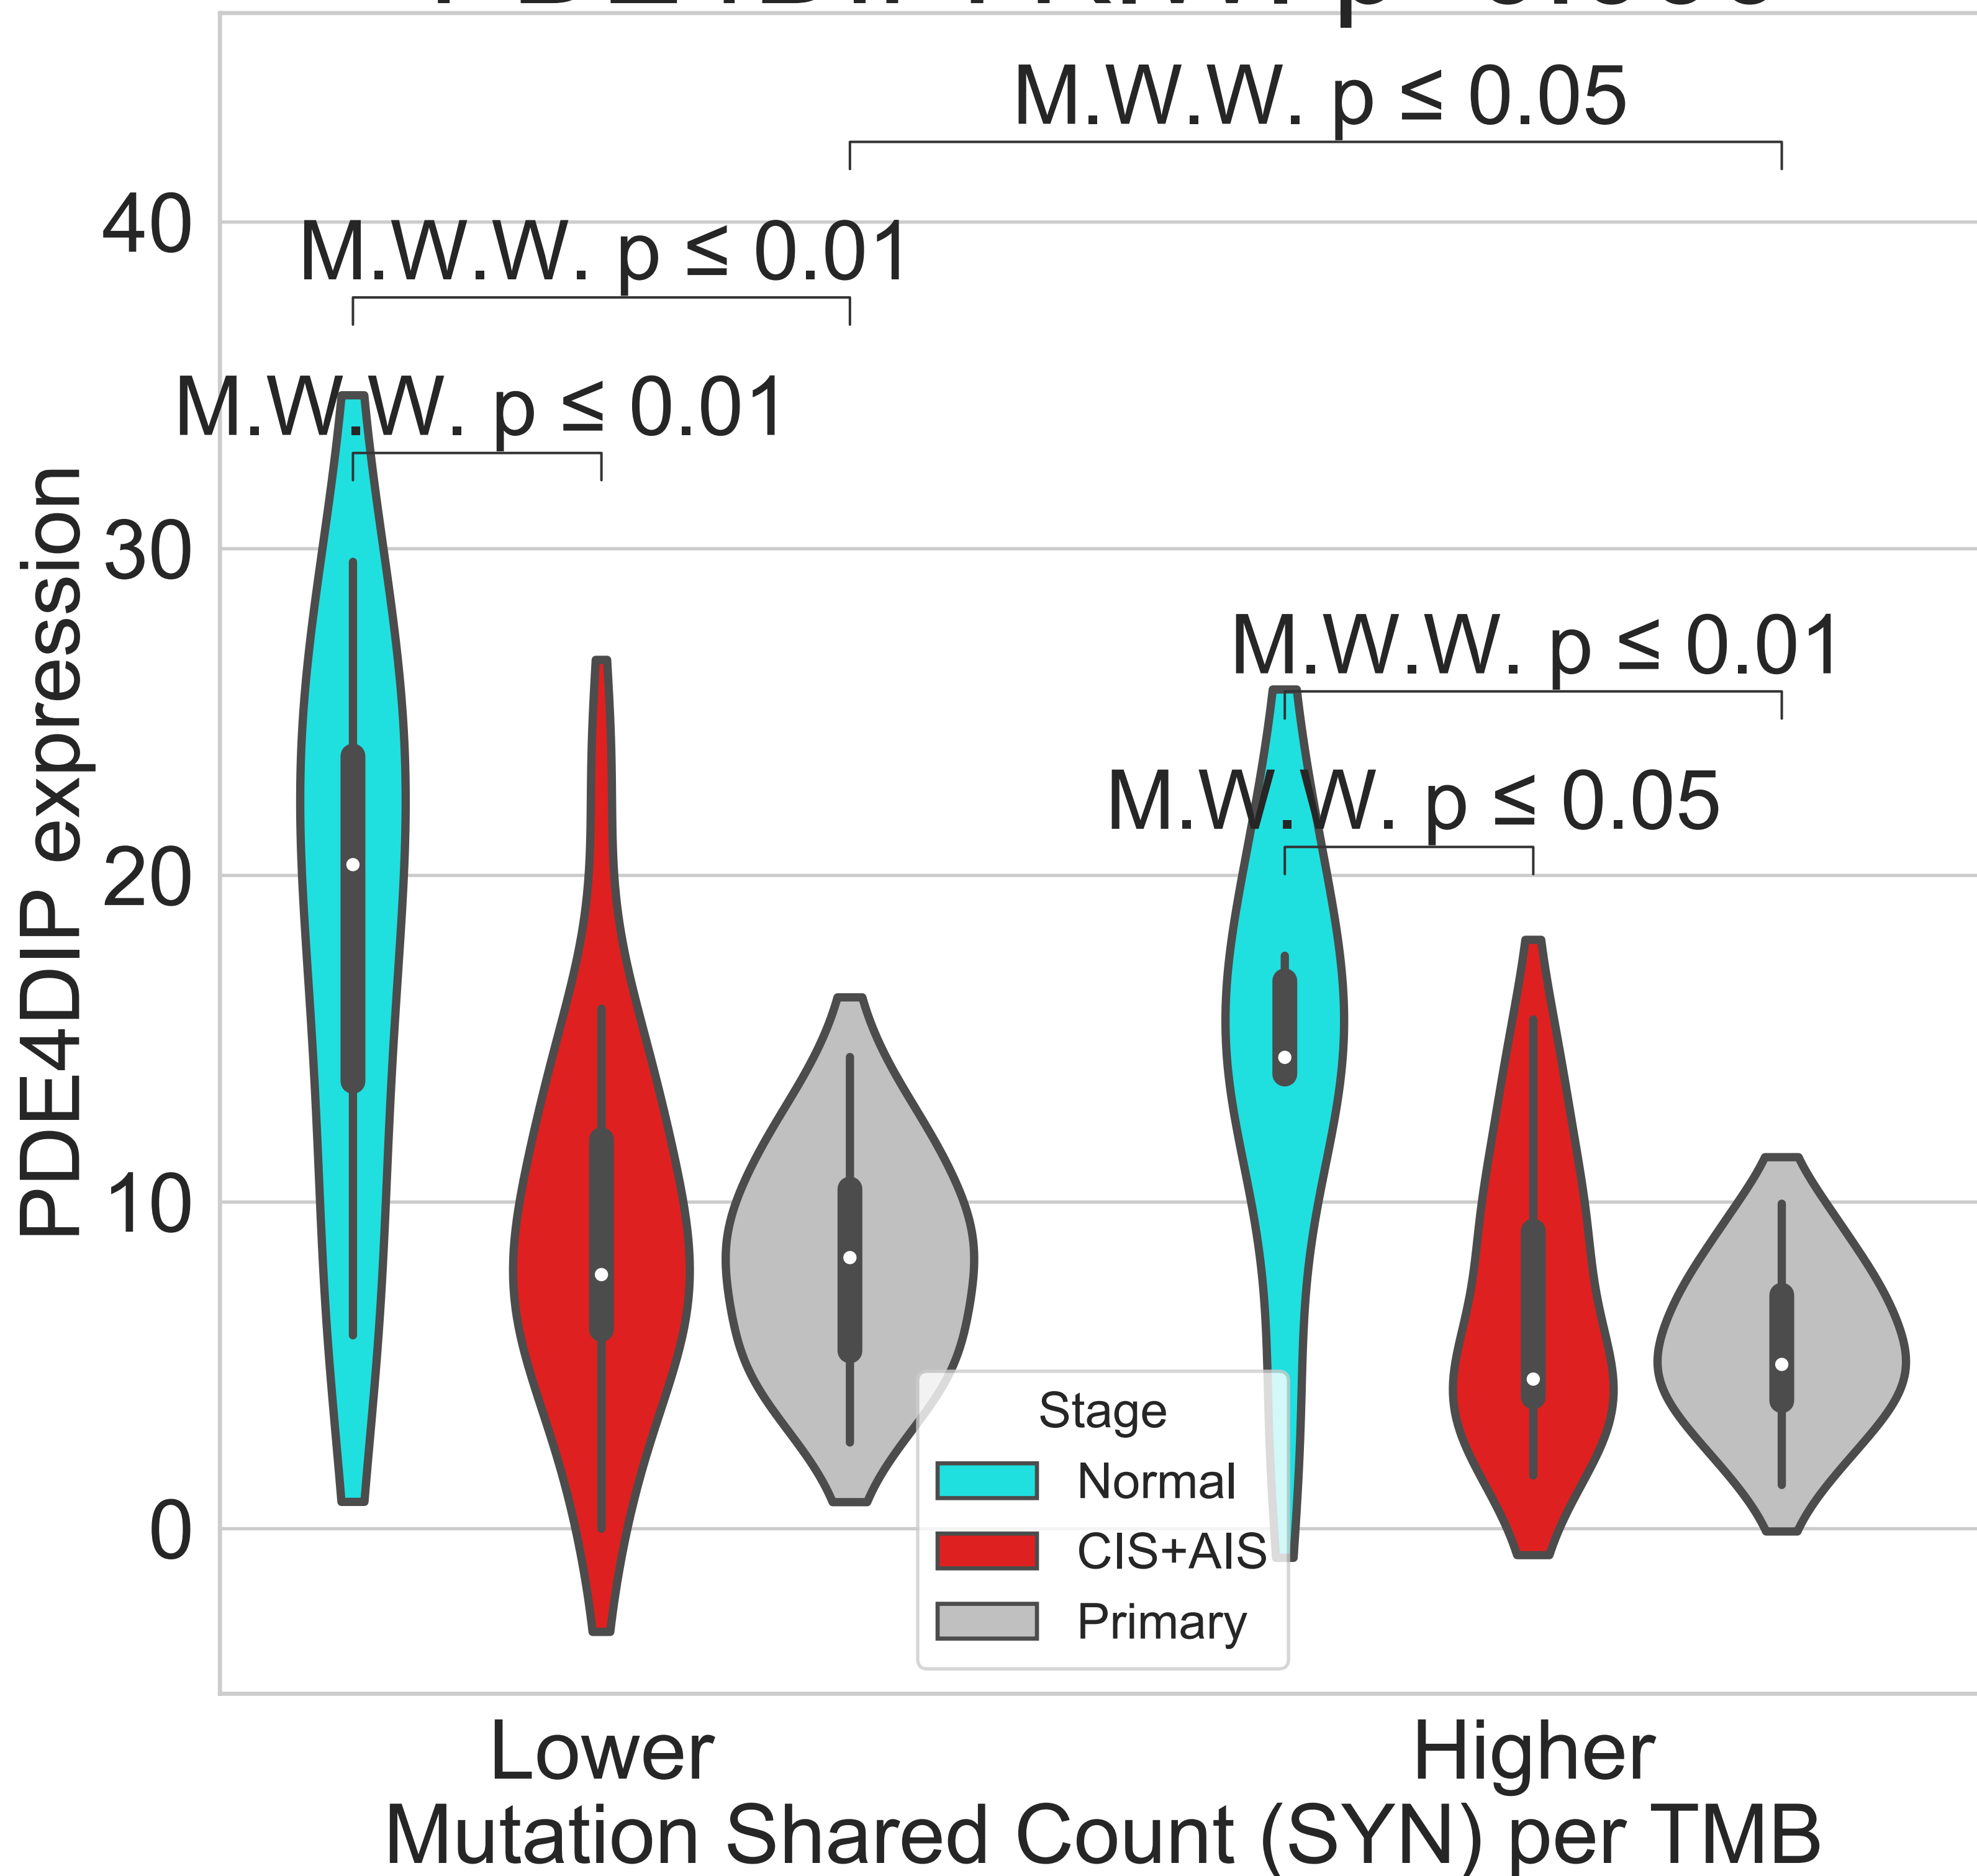 M.W.W. p ≤ 0.05
40
M.W.W. p ≤ 0.01
M.W.W. p ≤ 0.01
30
M.W.W. p ≤ 0.01
M.W.W. p ≤ 0.05
20
PDE4DIP expression
10
0
Stage
Normal
CIS+AIS
Primary
Lower
Higher
Mutation Shared Count (SYN) per TMB